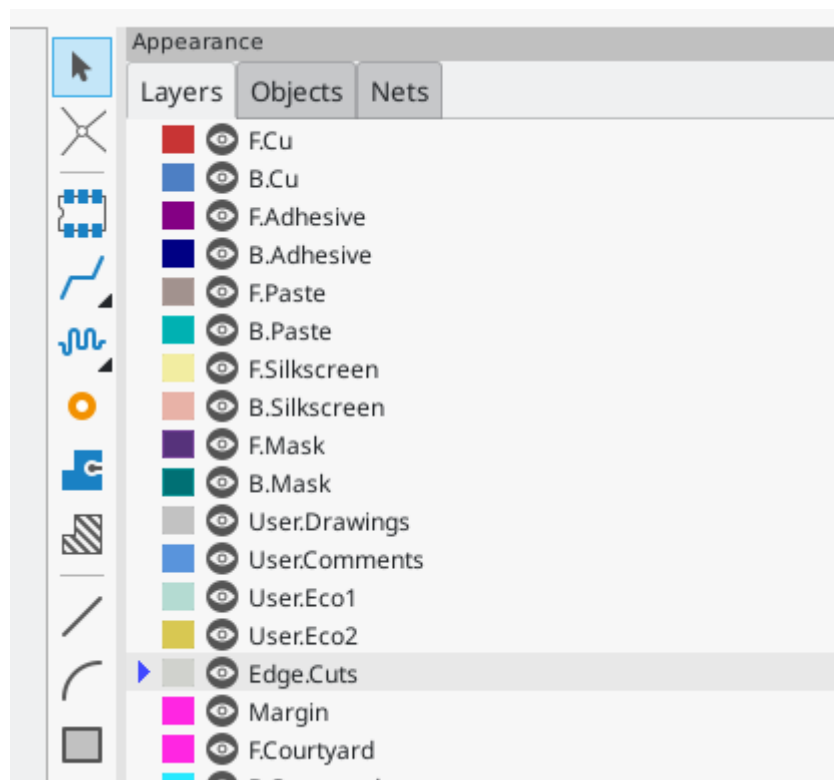 Appearance
Layers Objects Nets
F.Cu
B.Cu
F.Adhesive
B.Adhesive
F.Paste
B.Paste
F.Silkscreen
B.Silkscreen
F.Mask
B.Mask
User.Drawings
User.Comments
User.Eco1
User.Eco2
Edge.Cuts
Margin
F.Courtyard